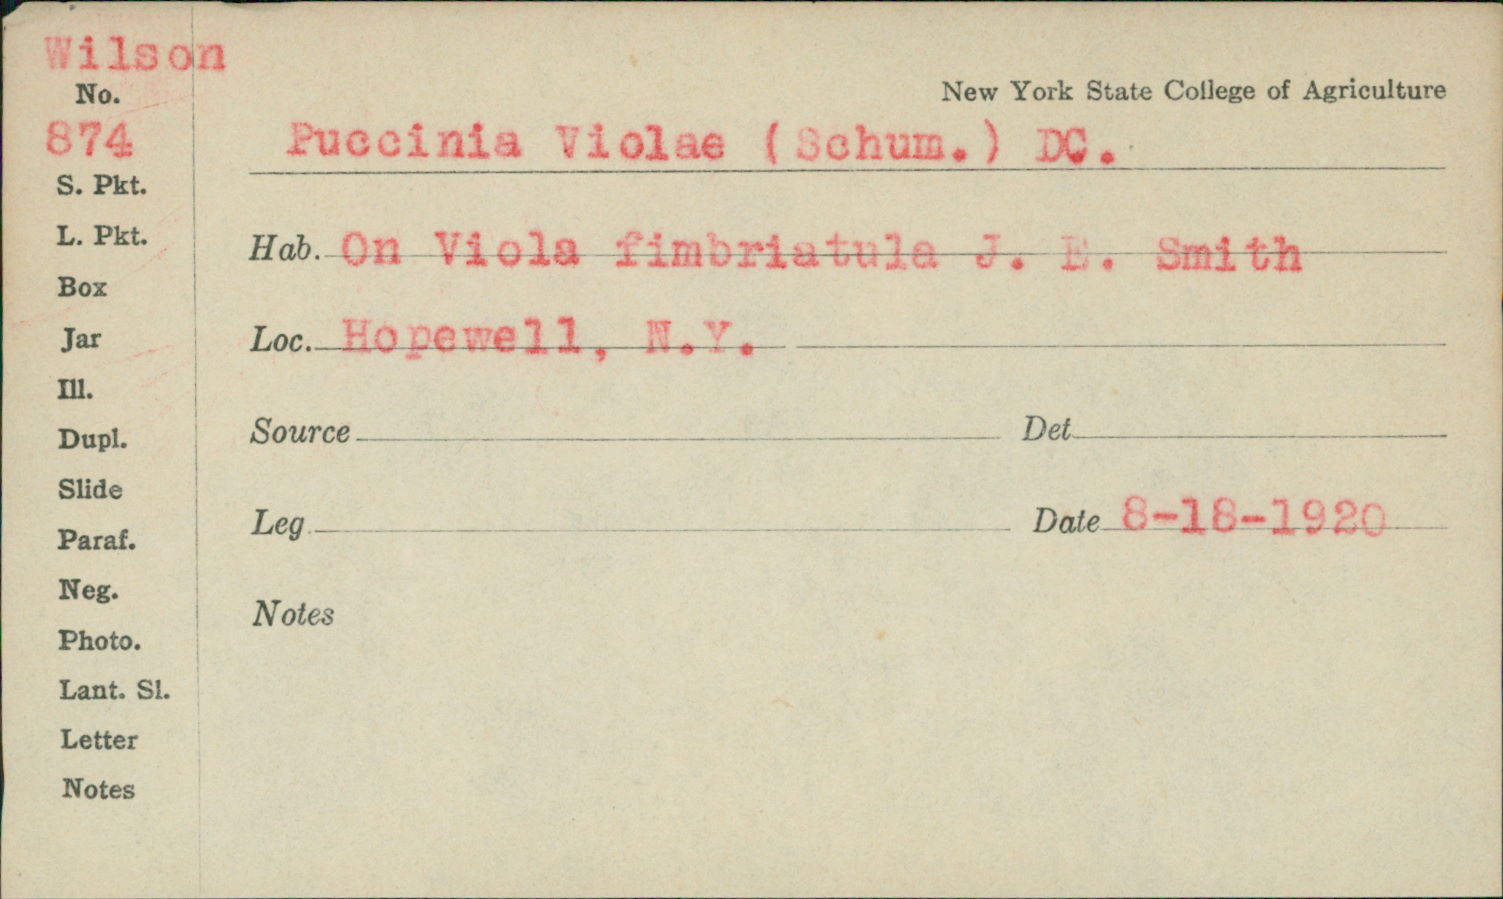 Wilson
No.
874
New York State College of Agriculture
Puccinia Violae (Schum.) DC.
S. Pkt.
L. Pkt.
Hab. On Viola fimbriatula J. E. Smith
Box
Jar
Loc. Hopewell, N.Y.
Ill.
Dupl.
Source
Det
Slide
Leg
Date 8-18-1920
Paraf.
Neg.
Notes
Photo.
Lant. Sl.
Letter
Notes